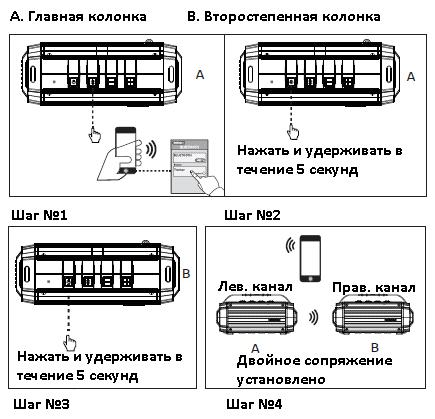 А. Главная колонка
В. Второстепенная колонка
A
A
Нажать и удерживать в
течение 5 секунд
Шаг №1
Шаг №2
B
Нажать и удерживать в
течение 5 секунд
Лев. канал
Прав. канал
A
B
Двойное сопряжение
установлено
Шаг №3
Шаг №4